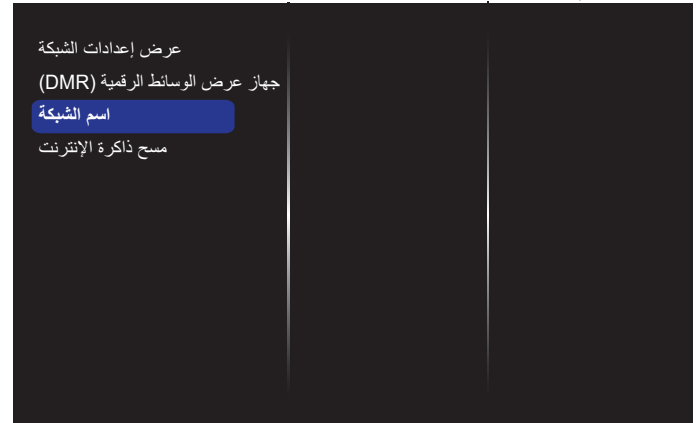 عرض إعدادات الشبكة
جهاز عرض الوسائط الرقمية (DMR)
اسم الشبكة
مسح ذاكرة الإنترنت